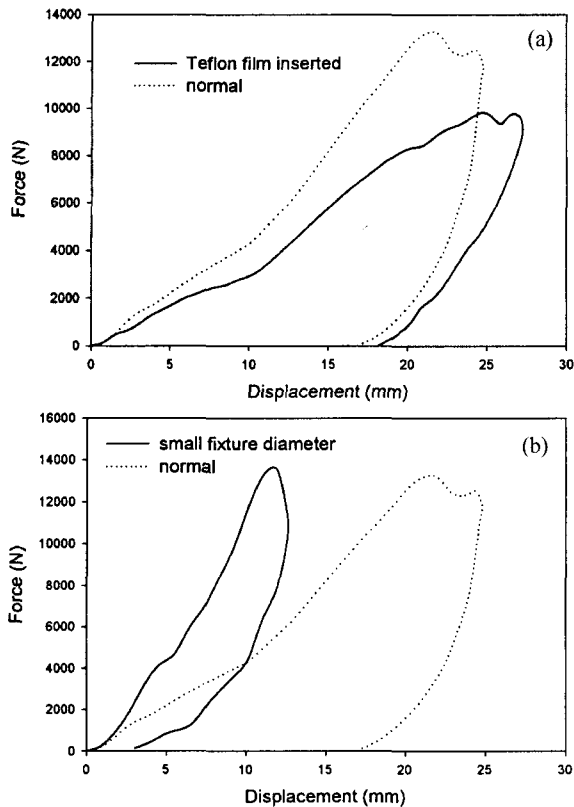 14000
(a)
Teflon film inserted
12000
normal
10000
8000
Force (N)
6000
4000
2000
0
0 5 10 15 20 25 30
Displacement (mm)
16000
small fixture diameter
(b)
14000
normal
12000
10000
Force (N)
8000
6000
4000
2000
0
0 5 10 15 20 25 30
Displacement (mm)